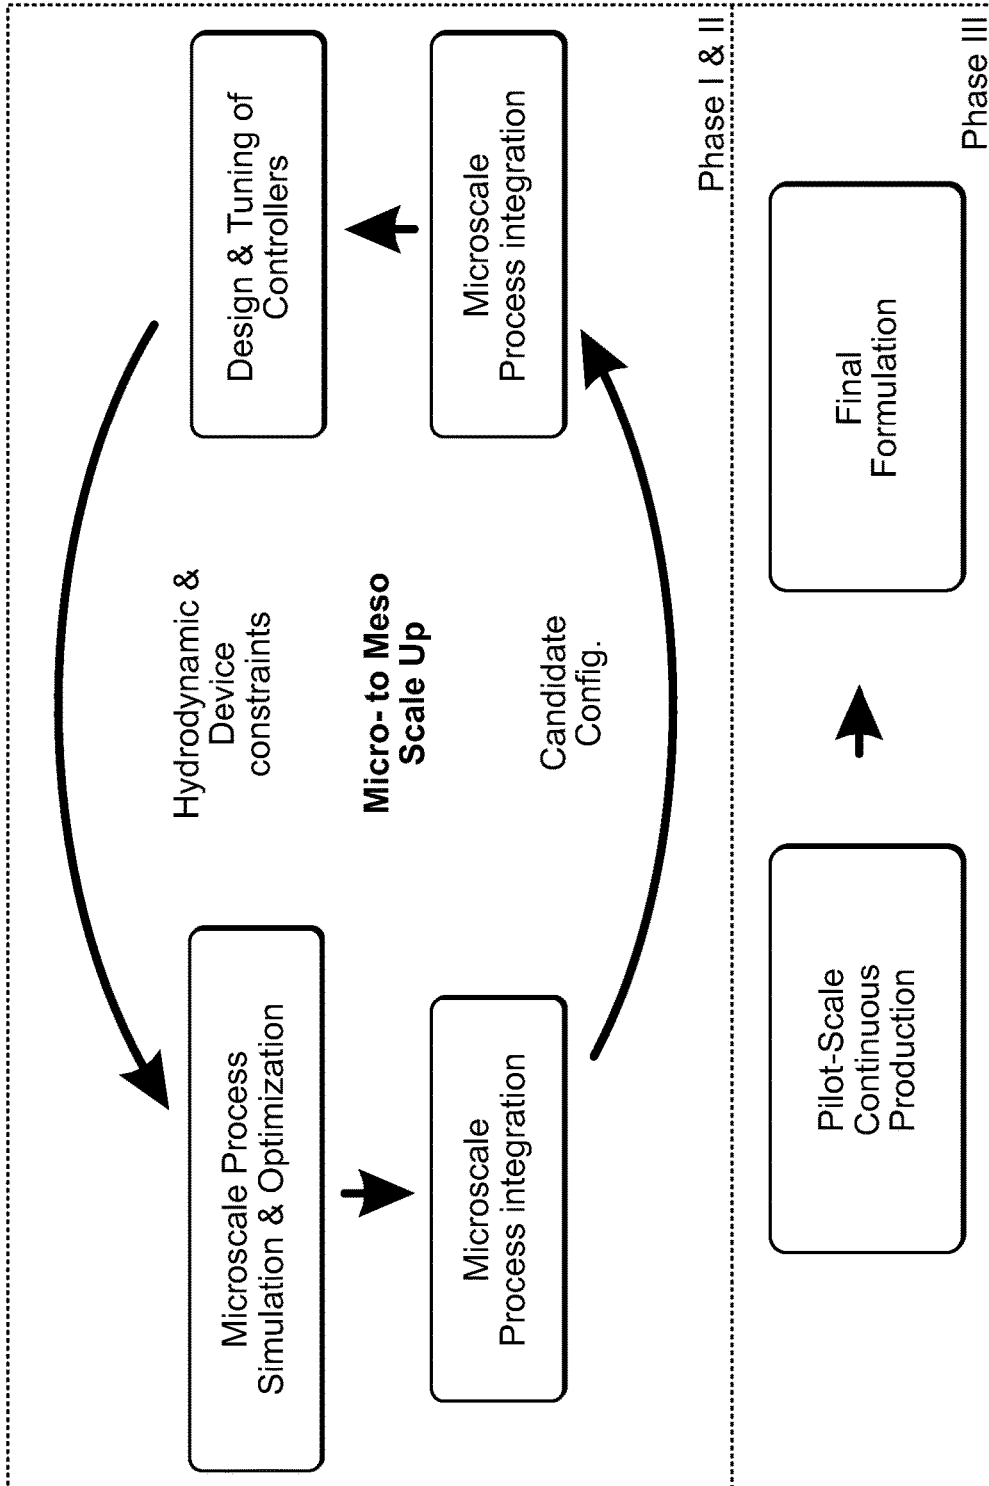 Microscale Process
Simulation & Optimization
Hydrodynamic &
Device
constraints
Design & Tuning of
Controllers
Micro- to Meso
Scale Up
Microscale
Process integration
Candidate
Config.
Microscale
Process integration
Phase I & II
Pilot-Scale
Continuous
Production
Final
Formulation
Phase III